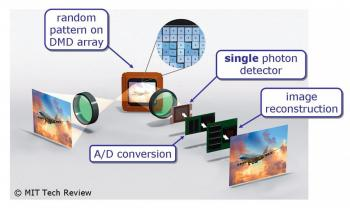 random
pattern on
DMD array
single photon
detector
image
reconstruction
A/D conversion
© MIT Tech Review